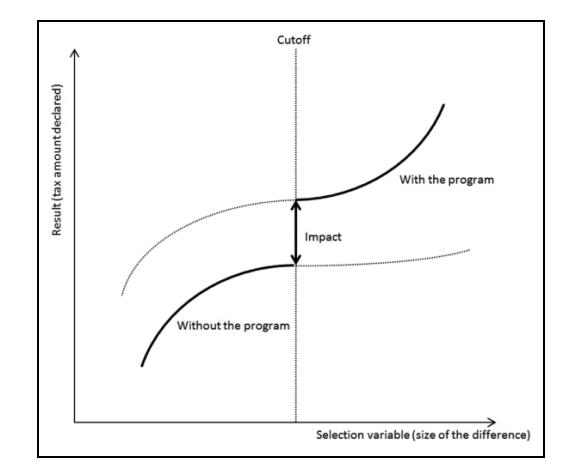 Cutoff
Result (tax amount declared)
With the program
Impact
Without the program
Selection variable (size of the difference)